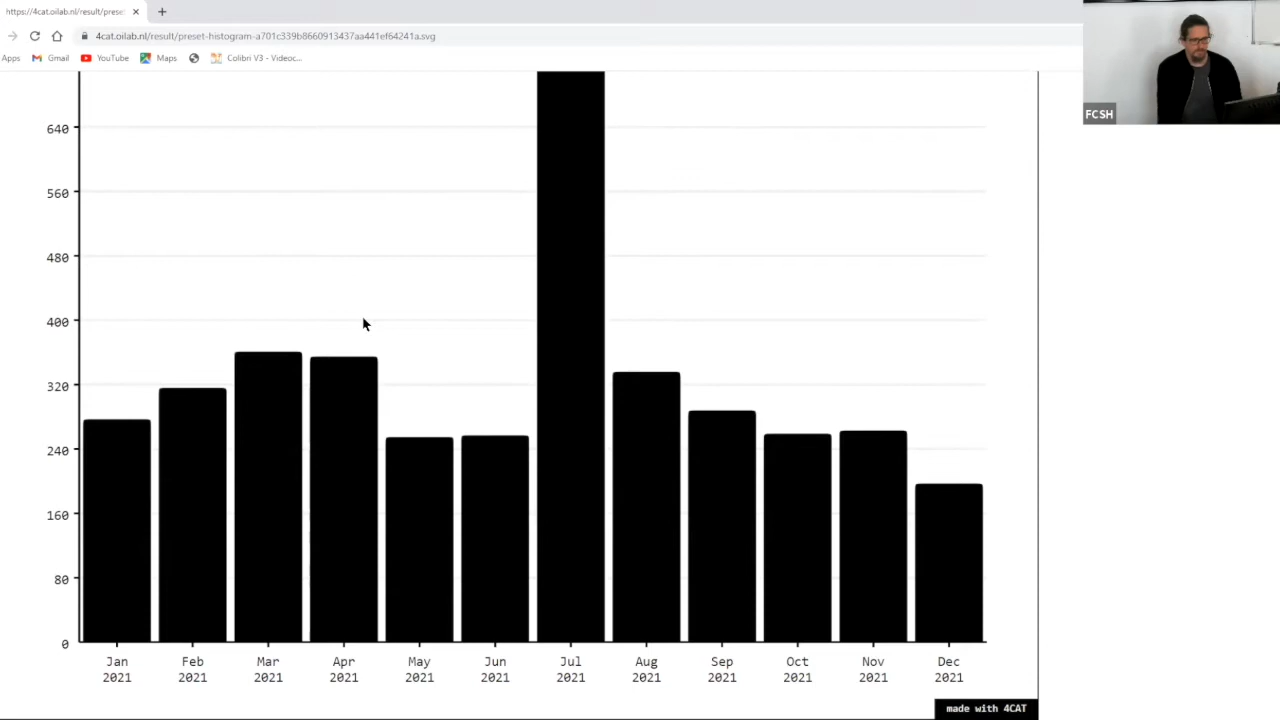 https://4cat.oilab.nl/result/prese
4cat.oilab.nl/result/preset-histogram-a701c339b8660913437aa441ef64241a.svg
Apps Gmail YouTube Maps Colibri V3 - Videoc...
FCSH
640
560
480
400
320
240
160
80
0
Jan Feb Mar Apr May Jun Jul Aug Sep Oct Nov Dec
2021 2021 2021 2021 2021 2021 2021 2021 2021 2021 2021 2021
made with 4CAT